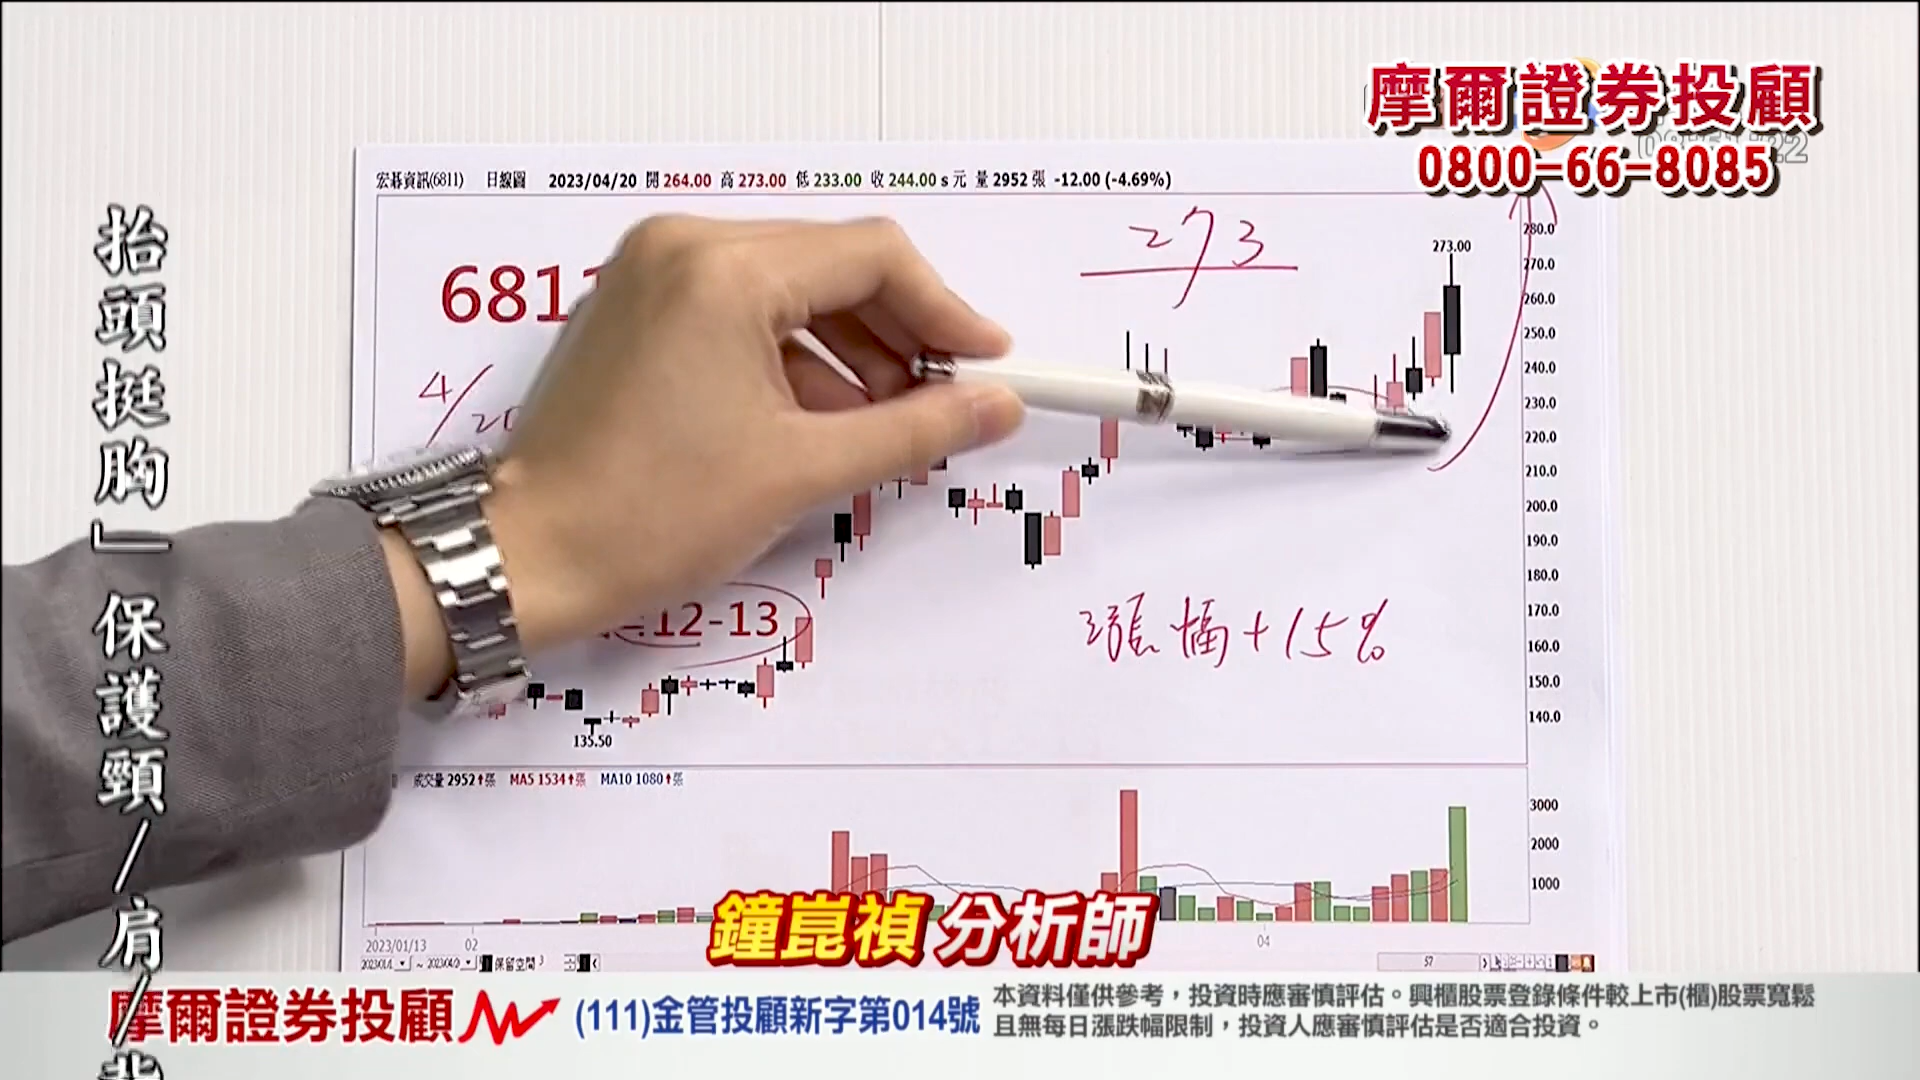 摩爾證券投顧
0800-66-8085
抬頭挺胸」保護頸/肩/背
宏碁資訊(6811) 日線圖 2023/04/20 開 264.00 高 273.00 低 233.00 收 244.00 s 元 量 2952 張 -12.00 (-4.69%)
273
273.00
6811
4/20
12-13
漲幅+15%
135.50
280.0
270.0
260.0
250.0
240.0
230.0
220.0
210.0
200.0
190.0
180.0
170.0
160.0
150.0
140.0
成交量 2952↑張 MA5 1534↑張 MA10 1080↑張
3000
2000
1000
2023/01/13 02 04
保留空間 57
鐘崑禎 分析師
摩爾證券投顧 (111)金管投顧新字第014號
本資料僅供參考，投資時應審慎評估。興櫃股票登錄條件較上市(櫃)股票寬鬆
且無每日漲跌幅限制，投資人應審慎評估是否適合投資。